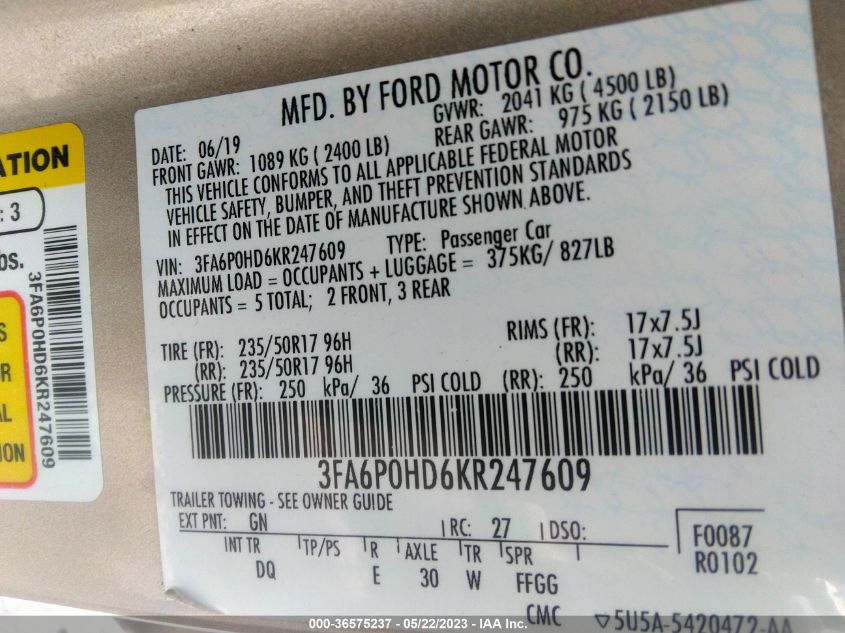 ATION
: 3
bs.
3FA6P0HD6KR247609
S
R
AL
ION
MFD. BY FORD MOTOR CO.
DATE: 06/19 GVWR: 2041 KG ( 4500 LB)
FRONT GAWR: 1089 KG ( 2400 LB) REAR GAWR: 975 KG ( 2150 LB)
THIS VEHICLE CONFORMS TO ALL APPLICABLE FEDERAL MOTOR
VEHICLE SAFETY, BUMPER, AND THEFT PREVENTION STANDARDS
IN EFFECT ON THE DATE OF MANUFACTURE SHOWN ABOVE.
VIN: 3FA6P0HD6KR247609 TYPE: Passenger Car
MAXIMUM LOAD = OCCUPANTS + LUGGAGE = 375KG/ 827LB
OCCUPANTS = 5 TOTAL; 2 FRONT, 3 REAR
TIRE (FR): 235/50R17 96H RIMS (FR): 17x7.5J
(RR): 235/50R17 96H (RR): 17x7.5J
PRESSURE (FR): 250 kPa/ 36 PSI COLD (RR): 250 kPa/ 36 PSI COLD
3FA6P0HD6KR247609
TRAILER TOWING - SEE OWNER GUIDE
EXT PNT: GN RC: 27 DSO: F0087
INT TR TP/PS R AXLE TR SPR R0102
DQ E 30 W FFGG
CMC ▽5U5A-5420472-AA
000-36575237 - 05/22/2023 - IAA Inc.